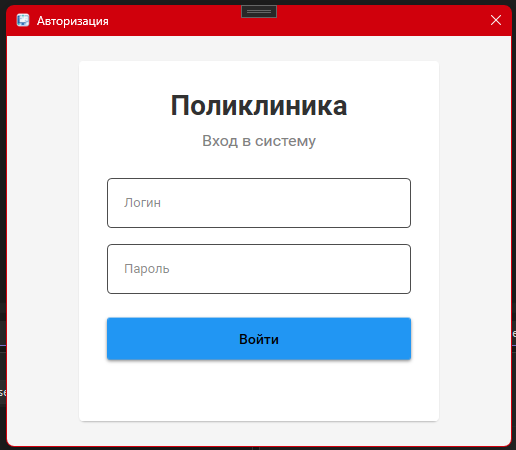 Авторизация
Поликлиника
Вход в систему
Логин
Пароль
Войти